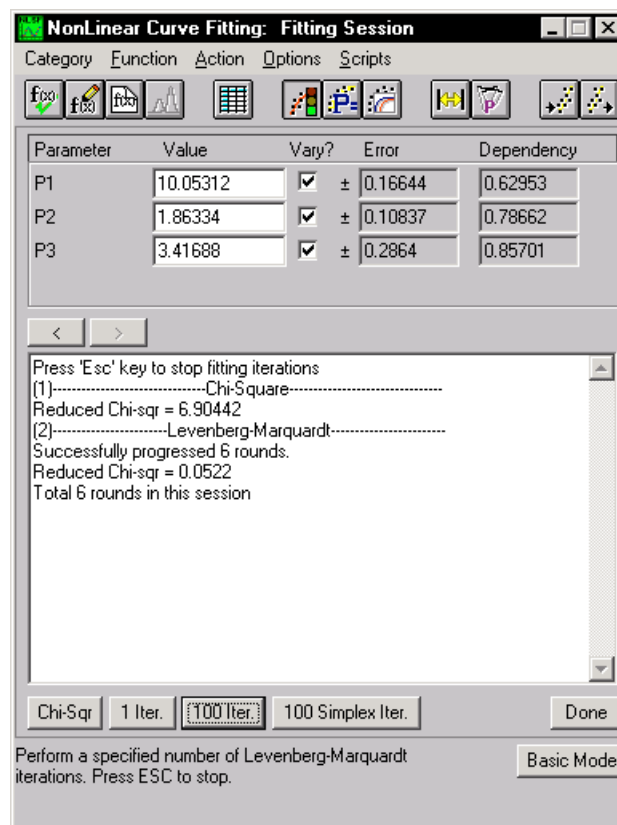 NonLinear Curve Fitting: Fitting Session
Category Function Action Options Scripts
Parameter Value Vary? Error Dependency
P1 10.05312 ± 0.16644 0.62953
P2 1.86334 ± 0.10837 0.78662
P3 3.41688 ± 0.2864 0.85701
< >
Press 'Esc' key to stop fitting iterations
(1)-------------------------------Chi-Square-------------------------------
Reduced Chi-sqr = 6.90442
(2)-----------------------Levenberg-Marquardt-----------------------
Successfully progressed 6 rounds.
Reduced Chi-sqr = 0.0522
Total 6 rounds in this session
Chi-Sqr 1 Iter. 100 Iter. 100 Simplex Iter. Done
Perform a specified number of Levenberg-Marquardt
iterations. Press ESC to stop.
Basic Mode